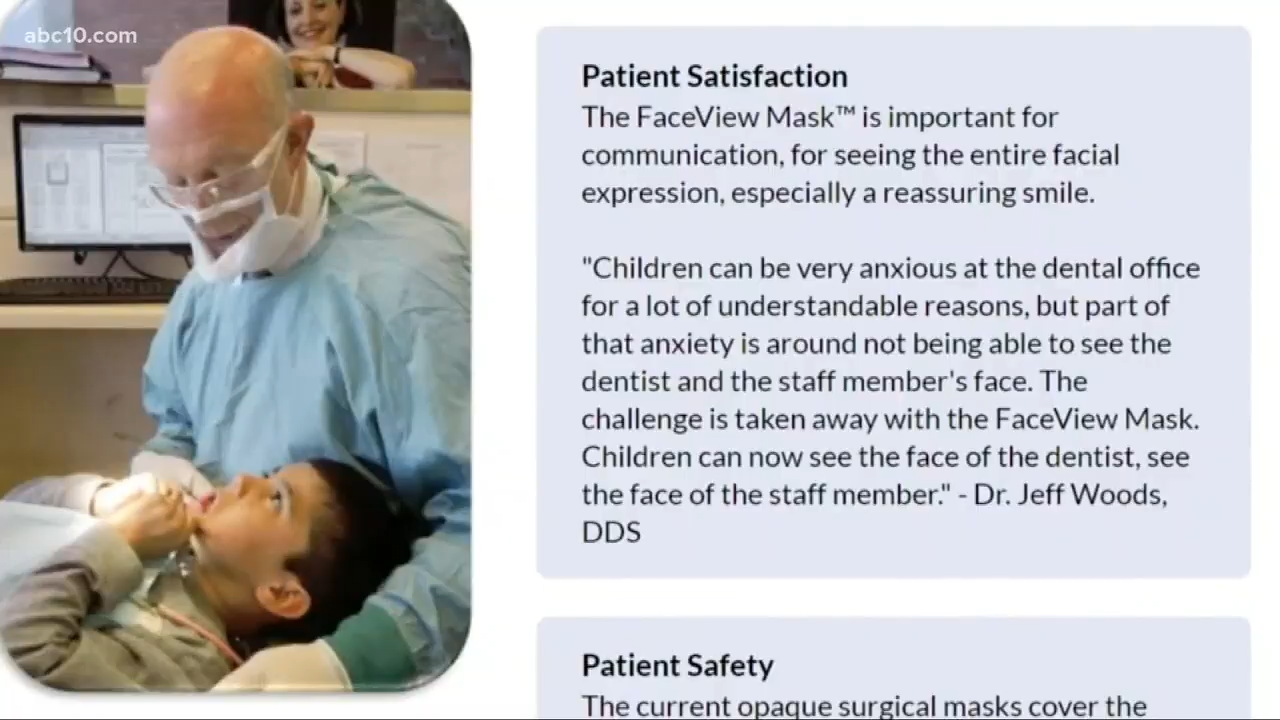 abc10.com
Patient Satisfaction
The FaceView Mask™ is important for
communication, for seeing the entire facial
expression, especially a reassuring smile.
"Children can be very anxious at the dental office
for a lot of understandable reasons, but part of
that anxiety is around not being able to see the
dentist and the staff member's face. The
challenge is taken away with the FaceView Mask.
Children can now see the face of the dentist, see
the face of the staff member." - Dr. Jeff Woods,
DDS
Patient Safety
The current opaque surgical masks cover the